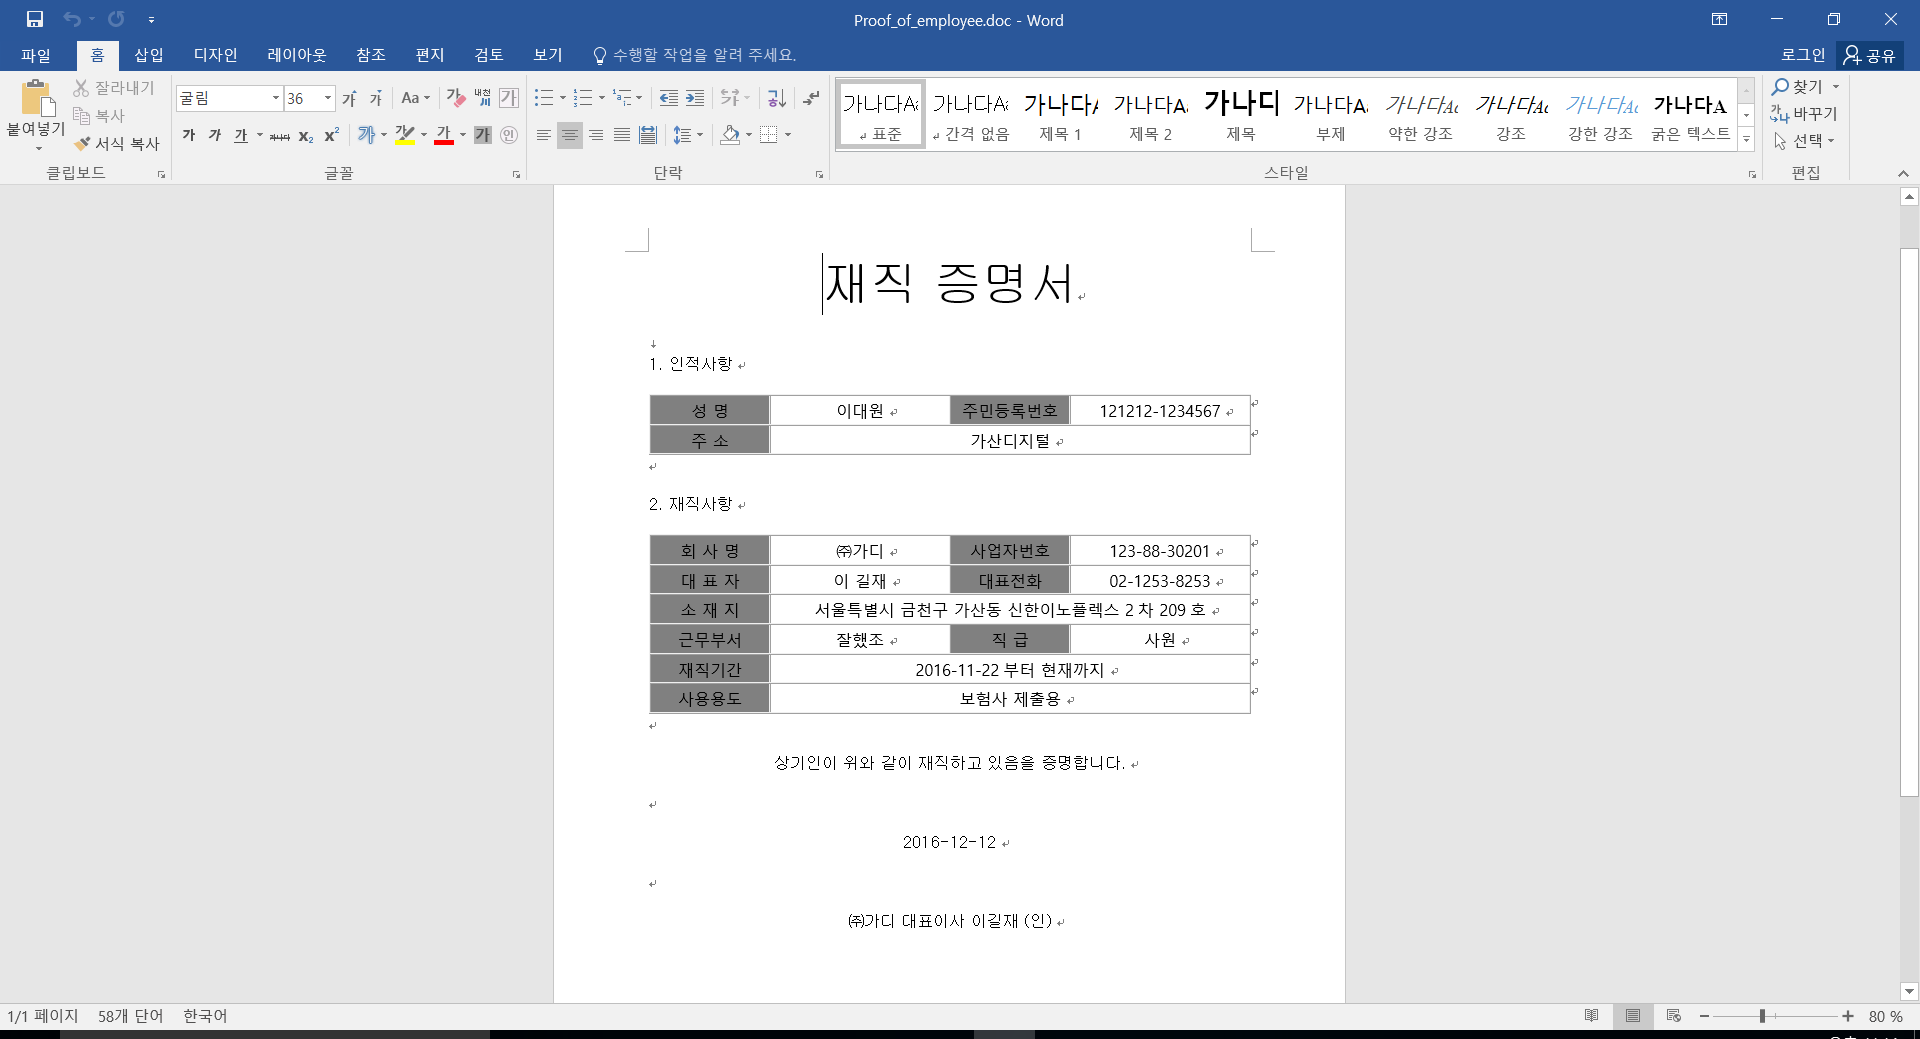 Proof_of_employee.doc - Word
파일 홈 삽입 디자인 레이아웃 참조 편지 검토 보기 수행할 작업을 알려 주세요. 로그인 공유
붙여넣기 잘라내기 복사 서식 복사
클립보드
굴림 36
글꼴
단락
가나다 표준
가나다 간격 없음
가나다 제목 1
가나다 제목 2
가나다 제목
가나다 부제
가나다 약한 강조
가나다 강조
가나다 강한 강조
가나다 굵은 텍스트
스타일
찾기
바꾸기
선택
편집
재직 증명서
1. 인적사항
성 명 이대원 주민등록번호 121212-1234567
주 소 가산디지털
2. 재직사항
회 사 명 ㈜가디 사업자번호 123-88-30201
대 표 자 이 길재 대표전화 02-1253-8253
소 재 지 서울특별시 금천구 가산동 신한이노플렉스 2 차 209 호
근무부서 잘했조 직 급 사원
재직기간 2016-11-22 부터 현재까지
사용용도 보험사 제출용
상기인이 위와 같이 재직하고 있음을 증명합니다.
2016-12-12
㈜가디 대표이사 이길재 (인)
1/1 페이지 58개 단어 한국어 80 %